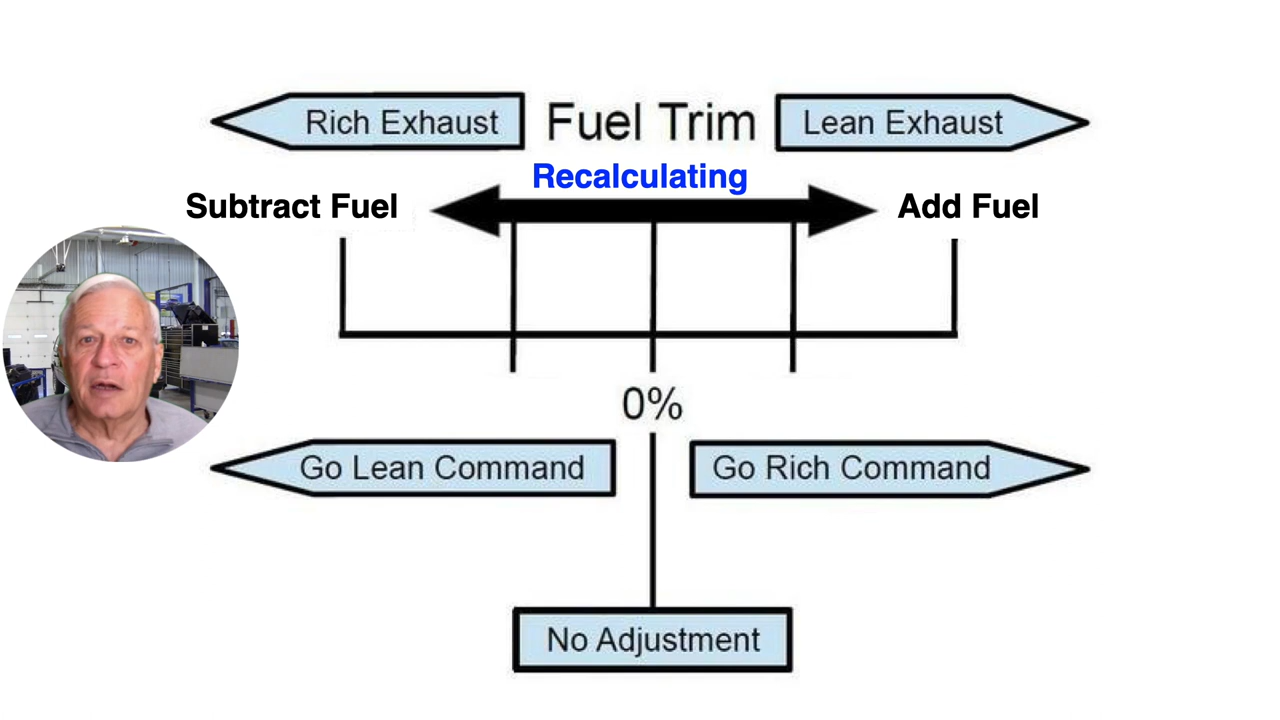 Rich Exhaust
Fuel Trim
Lean Exhaust
Recalculating
Subtract Fuel
Add Fuel
0%
Go Lean Command
Go Rich Command
No Adjustment